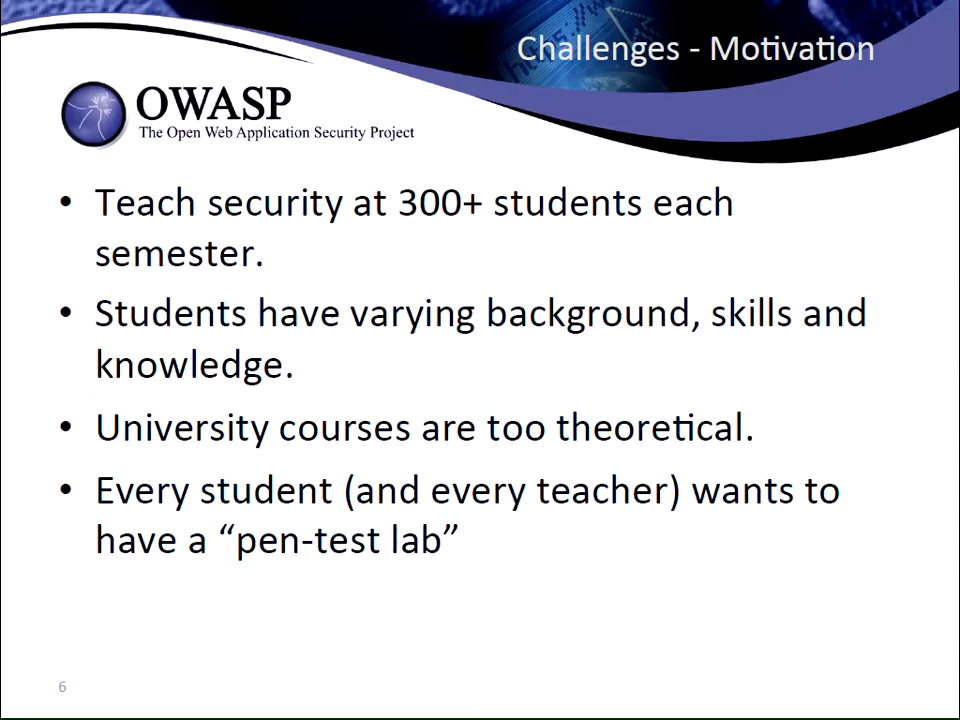 Challenges - Motivation
OWASP
The Open Web Application Security Project
• Teach security at 300+ students each
semester.
• Students have varying background, skills and
knowledge.
• University courses are too theoretical.
• Every student (and every teacher) wants to
have a “pen-test lab”
6